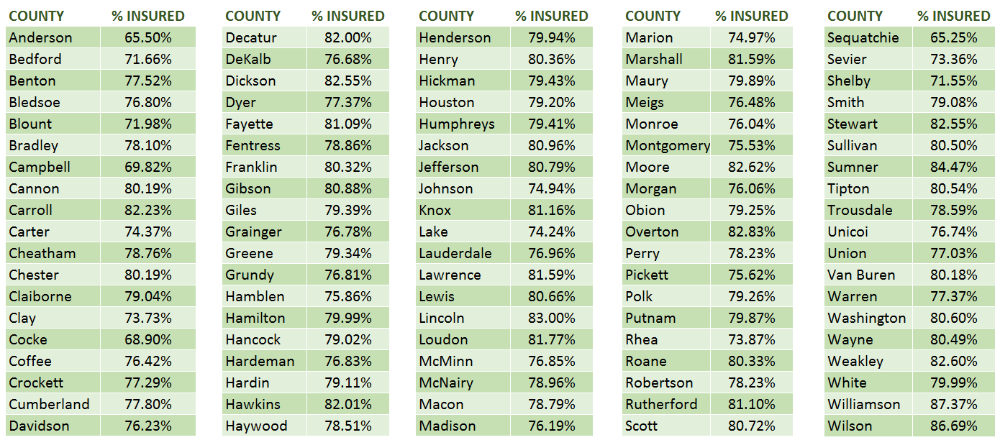 COUNTY % INSURED COUNTY % INSURED COUNTY % INSURED COUNTY % INSURED COUNTY % INSURED
Anderson 65.50% Decatur 82.00% Henderson 79.94% Marion 74.97% Sequatchie 65.25%
Bedford 71.66% DeKalb 76.68% Henry 80.36% Marshall 81.59% Sevier 73.36%
Benton 77.52% Dickson 82.55% Hickman 79.43% Maury 79.89% Shelby 71.55%
Bledsoe 76.80% Dyer 77.37% Houston 79.20% Meigs 76.48% Smith 79.08%
Blount 71.98% Fayette 81.09% Humphreys 79.41% Monroe 76.04% Stewart 82.55%
Bradley 78.10% Fentress 78.86% Jackson 80.96% Montgomery 75.53% Sullivan 80.50%
Campbell 69.82% Franklin 80.32% Jefferson 80.79% Moore 82.62% Sumner 84.47%
Cannon 80.19% Gibson 80.88% Johnson 74.94% Morgan 76.06% Tipton 80.54%
Carroll 82.23% Giles 79.39% Knox 81.16% Obion 79.25% Trousdale 78.59%
Carter 74.37% Grainger 76.78% Lake 74.24% Overton 82.83% Unicoi 76.74%
Cheatham 78.76% Greene 79.34% Lauderdale 76.96% Perry 78.23% Union 77.03%
Chester 80.19% Grundy 76.81% Lawrence 81.59% Pickett 75.62% Van Buren 80.18%
Claiborne 79.04% Hamblen 75.86% Lewis 80.66% Polk 79.26% Warren 77.37%
Clay 73.73% Hamilton 79.99% Lincoln 83.00% Putnam 79.87% Washington 80.60%
Cocke 68.90% Hancock 79.02% Loudon 81.77% Rhea 73.87% Wayne 80.49%
Coffee 76.42% Hardeman 76.83% McMinn 76.85% Roane 80.33% Weakley 82.60%
Crockett 77.29% Hardin 79.11% McNairy 78.96% Robertson 78.23% White 79.99%
Cumberland 77.80% Hawkins 82.01% Macon 78.79% Rutherford 81.10% Williamson 87.37%
Davidson 76.23% Haywood 78.51% Madison 76.19% Scott 80.72% Wilson 86.69%